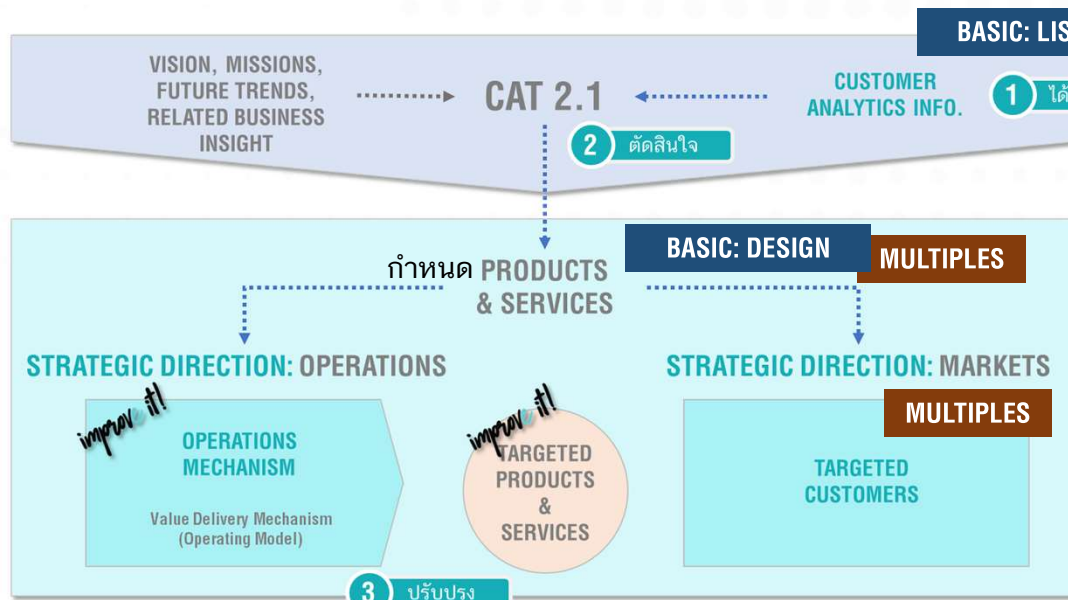 BASIC: LIS
VISION, MISSIONS,
FUTURE TRENDS,
RELATED BUSINESS
INSIGHT
CAT 2.1
CUSTOMER
ANALYTICS INFO.
1 ได้
2 ตัดสินใจ
BASIC: DESIGN
MULTIPLES
กำหนด PRODUCTS
& SERVICES
STRATEGIC DIRECTION: OPERATIONS
STRATEGIC DIRECTION: MARKETS
improve it!
OPERATIONS
MECHANISM
Value Delivery Mechanism
(Operating Model)
improve it!
TARGETED
PRODUCTS
&
SERVICES
MULTIPLES
TARGETED
CUSTOMERS
3 ปรับปรุง